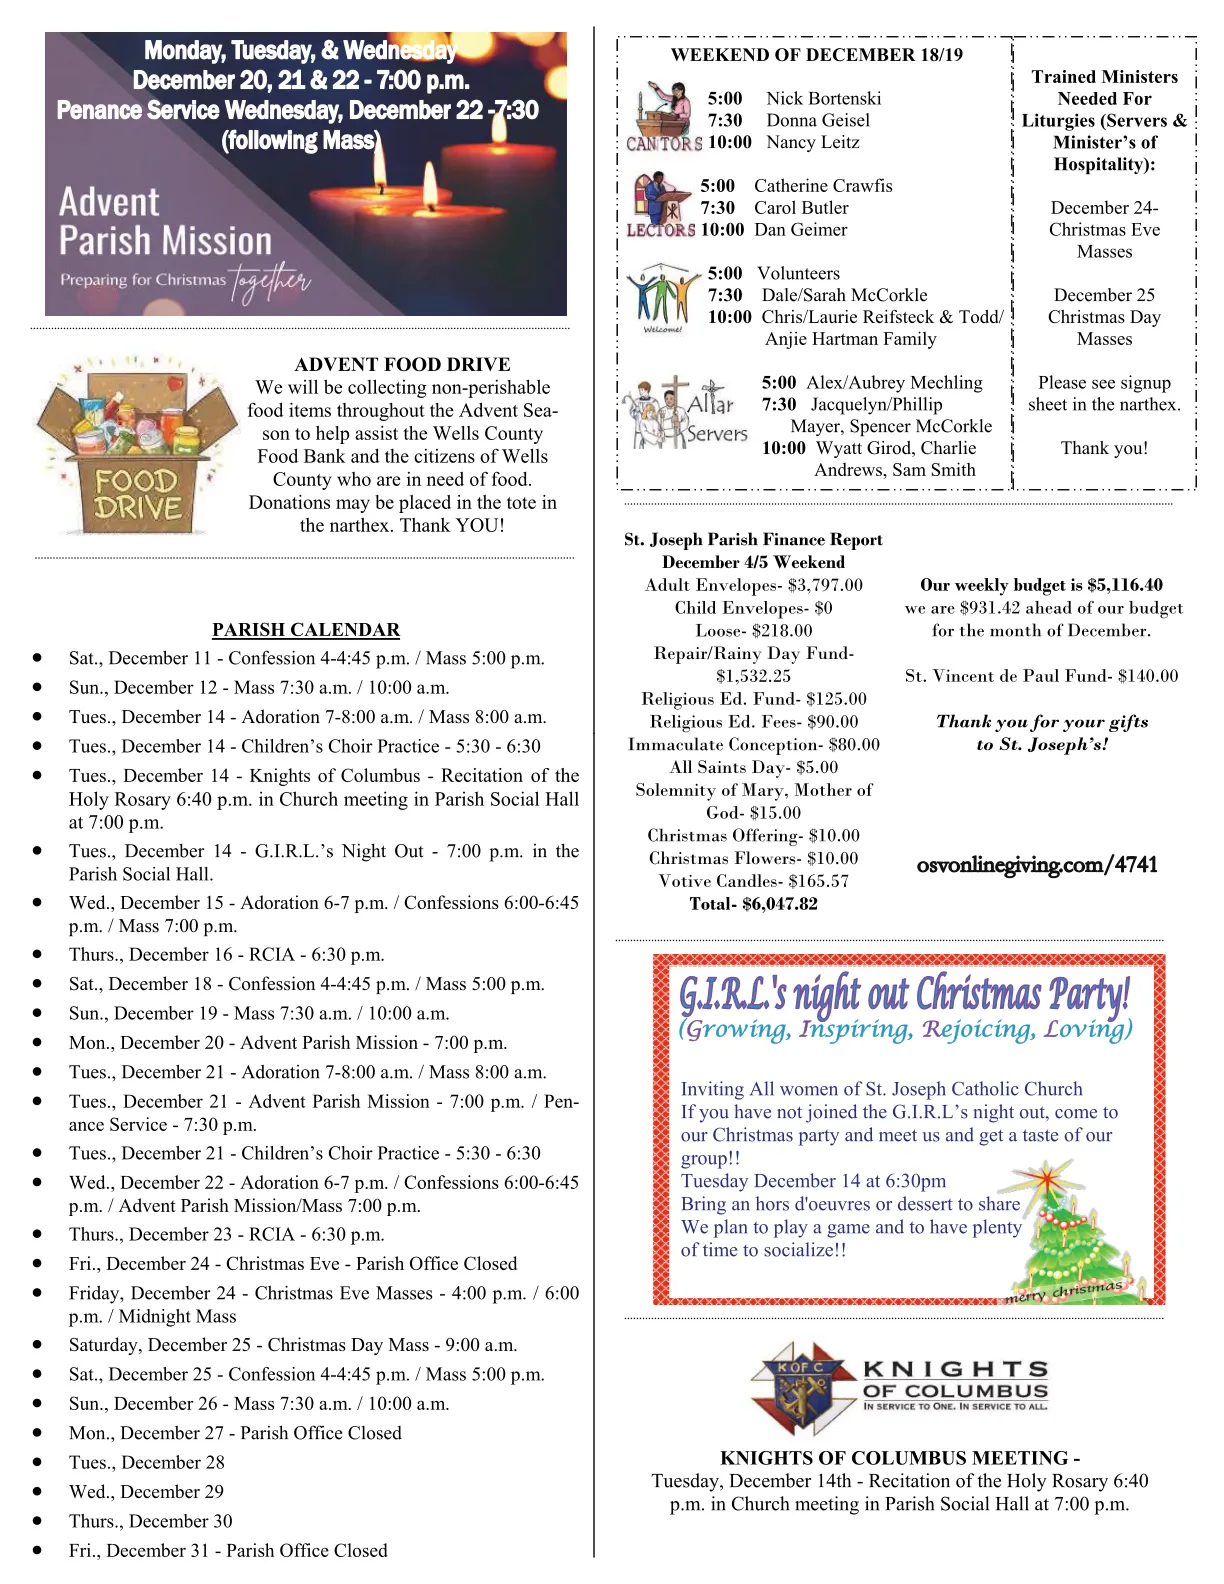 Monday, Tuesday, & Wednesday
December 20, 21 & 22 - 7:00 p.m.
Penance Service Wednesday, December 22 -7:30
(following Mass)
Advent
Parish Mission
Preparing for Christmas together
FOOD
DRIVE
ADVENT FOOD DRIVE
We will be collecting non-perishable
food items throughout the Advent Sea-
son to help assist the Wells County
Food Bank and the citizens of Wells
County who are in need of food.
Donations may be placed in the tote in
the narthex. Thank YOU!
PARISH CALENDAR
● Sat., December 11 - Confession 4-4:45 p.m. / Mass 5:00 p.m.
● Sun., December 12 - Mass 7:30 a.m. / 10:00 a.m.
● Tues., December 14 - Adoration 7-8:00 a.m. / Mass 8:00 a.m.
● Tues., December 14 - Children’s Choir Practice - 5:30 - 6:30
● Tues., December 14 - Knights of Columbus - Recitation of the
Holy Rosary 6:40 p.m. in Church meeting in Parish Social Hall
at 7:00 p.m.
● Tues., December 14 - G.I.R.L.’s Night Out - 7:00 p.m. in the
Parish Social Hall.
● Wed., December 15 - Adoration 6-7 p.m. / Confessions 6:00-6:45
p.m. / Mass 7:00 p.m.
● Thurs., December 16 - RCIA - 6:30 p.m.
● Sat., December 18 - Confession 4-4:45 p.m. / Mass 5:00 p.m.
● Sun., December 19 - Mass 7:30 a.m. / 10:00 a.m.
● Mon., December 20 - Advent Parish Mission - 7:00 p.m.
● Tues., December 21 - Adoration 7-8:00 a.m. / Mass 8:00 a.m.
● Tues., December 21 - Advent Parish Mission - 7:00 p.m. / Pen-
ance Service - 7:30 p.m.
● Tues., December 21 - Children’s Choir Practice - 5:30 - 6:30
● Wed., December 22 - Adoration 6-7 p.m. / Confessions 6:00-6:45
p.m. / Advent Parish Mission/Mass 7:00 p.m.
● Thurs., December 23 - RCIA - 6:30 p.m.
● Fri., December 24 - Christmas Eve - Parish Office Closed
● Friday, December 24 - Christmas Eve Masses - 4:00 p.m. / 6:00
p.m. / Midnight Mass
● Saturday, December 25 - Christmas Day Mass - 9:00 a.m.
● Sat., December 25 - Confession 4-4:45 p.m. / Mass 5:00 p.m.
● Sun., December 26 - Mass 7:30 a.m. / 10:00 a.m.
● Mon., December 27 - Parish Office Closed
● Tues., December 28
● Wed., December 29
● Thurs., December 30
● Fri., December 31 - Parish Office Closed
WEEKEND OF DECEMBER 18/19
CANTORS
5:00 Nick Bortenski
7:30 Donna Geisel
10:00 Nancy Leitz
LECTORS
5:00 Catherine Crawfis
7:30 Carol Butler
10:00 Dan Geimer
Welcome!
5:00 Volunteers
7:30 Dale/Sarah McCorkle
10:00 Chris/Laurie Reifsteck & Todd/
Anjie Hartman Family
Altar
Servers
5:00 Alex/Aubrey Mechling
7:30 Jacquelyn/Phillip
Mayer, Spencer McCorkle
10:00 Wyatt Girod, Charlie
Andrews, Sam Smith
Trained Ministers
Needed For
Liturgies (Servers &
Minister’s of
Hospitality):
December 24-
Christmas Eve
Masses
December 25
Christmas Day
Masses
Please see signup
sheet in the narthex.
Thank you!
St. Joseph Parish Finance Report
December 4/5 Weekend
Adult Envelopes- $3,797.00
Child Envelopes- $0
Loose- $218.00
Repair/Rainy Day Fund-
$1,532.25
Religious Ed. Fund- $125.00
Religious Ed. Fees- $90.00
Immaculate Conception- $80.00
All Saints Day- $5.00
Solemnity of Mary, Mother of
God- $15.00
Christmas Offering- $10.00
Christmas Flowers- $10.00
Votive Candles- $165.57
Total- $6,047.82
Our weekly budget is $5,116.40
we are $931.42 ahead of our budget
for the month of December.
St. Vincent de Paul Fund- $140.00
Thank you for your gifts
to St. Joseph’s!
osvonlinegiving.com/4741
G.I.R.L.'s night out Christmas Party!
(Growing, Inspiring, Rejoicing, Loving)
Inviting All women of St. Joseph Catholic Church
If you have not joined the G.I.R.L’s night out, come to
our Christmas party and meet us and get a taste of our
group!!
Tuesday December 14 at 6:30pm
Bring an hors d'oeuvres or dessert to share
We plan to play a game and to have plenty
of time to socialize!!
merry christmas
K OF C
KNIGHTS
OF COLUMBUS
IN SERVICE TO ONE. IN SERVICE TO ALL.
KNIGHTS OF COLUMBUS MEETING -
Tuesday, December 14th - Recitation of the Holy Rosary 6:40
p.m. in Church meeting in Parish Social Hall at 7:00 p.m.